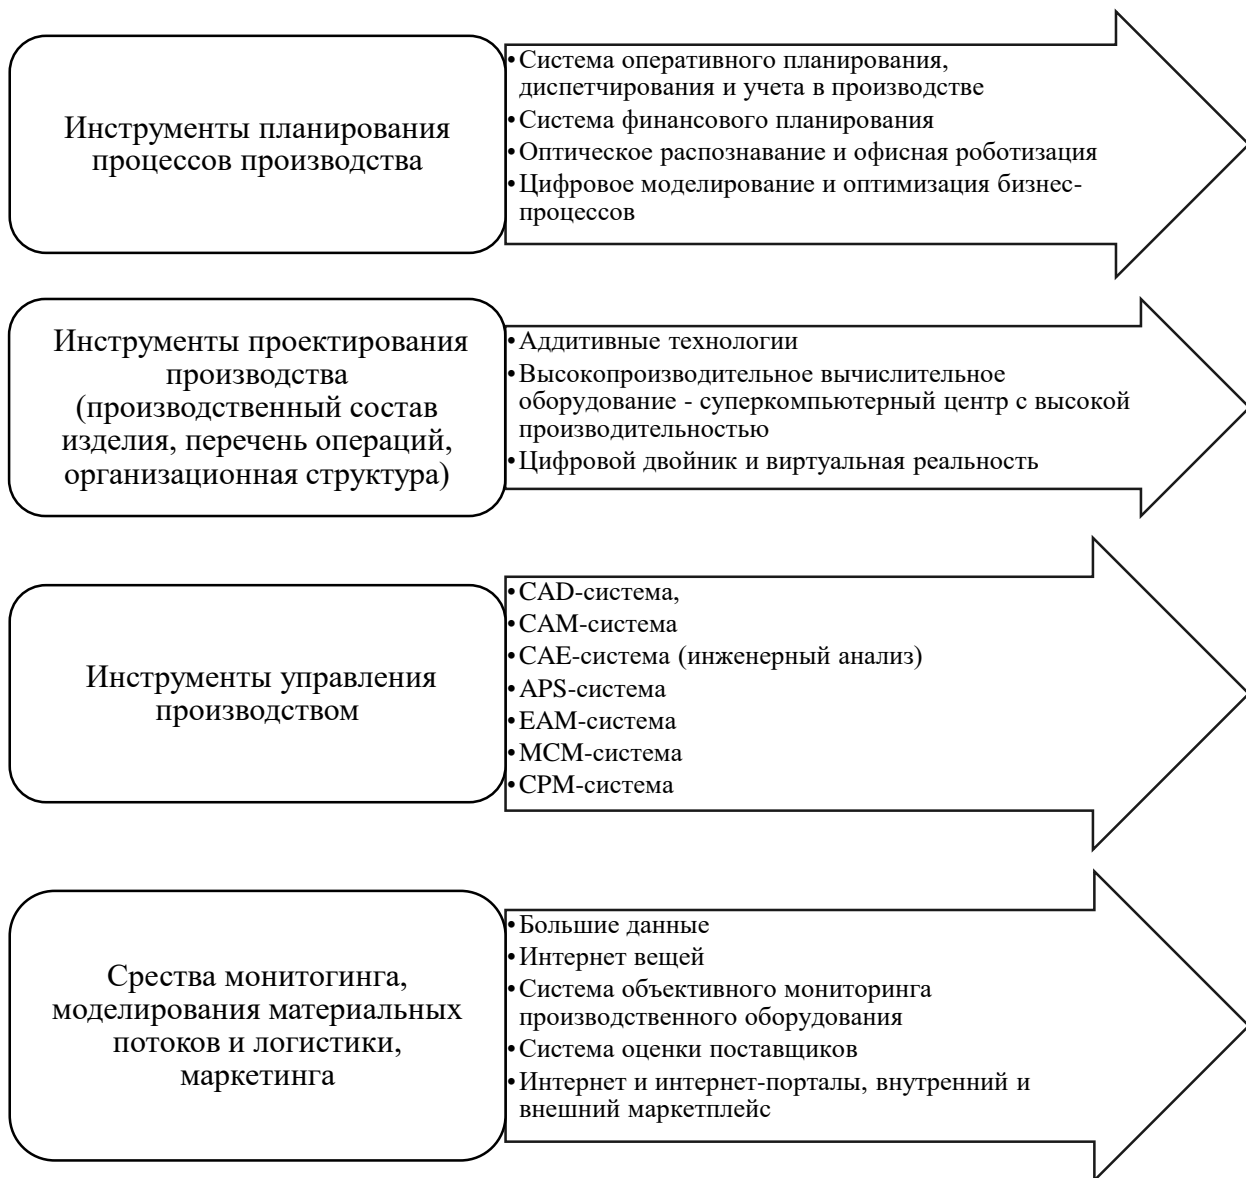 Инструменты планирования
процессов производства
•Система оперативного планирования,
диспетчирования и учета в производстве
•Система финансового планирования
•Оптическое распознавание и офисная роботизация
•Цифровое моделирование и оптимизация бизнес-
процессов
Инструменты проектирования
производства
(производственный состав
изделия, перечень операций,
организационная структура)
•Аддитивные технологии
•Высокопроизводительное вычислительное
оборудование - суперкомпьютерный центр с высокой
производительностью
•Цифровой двойник и виртуальная реальность
Инструменты управления
производством
•CAD-система,
•CAM-система
•CAE-система (инженерный анализ)
•APS-система
•EAM-система
•MCM-система
•CPM-система
Срества монитогинга,
моделирования материальных
потоков и логистики,
маркетинга
•Большие данные
•Интернет вещей
•Система объективного мониторинга
производственного оборудования
•Система оценки поставщиков
•Интернет и интернет-порталы, внутренний и
внешний маркетплейс